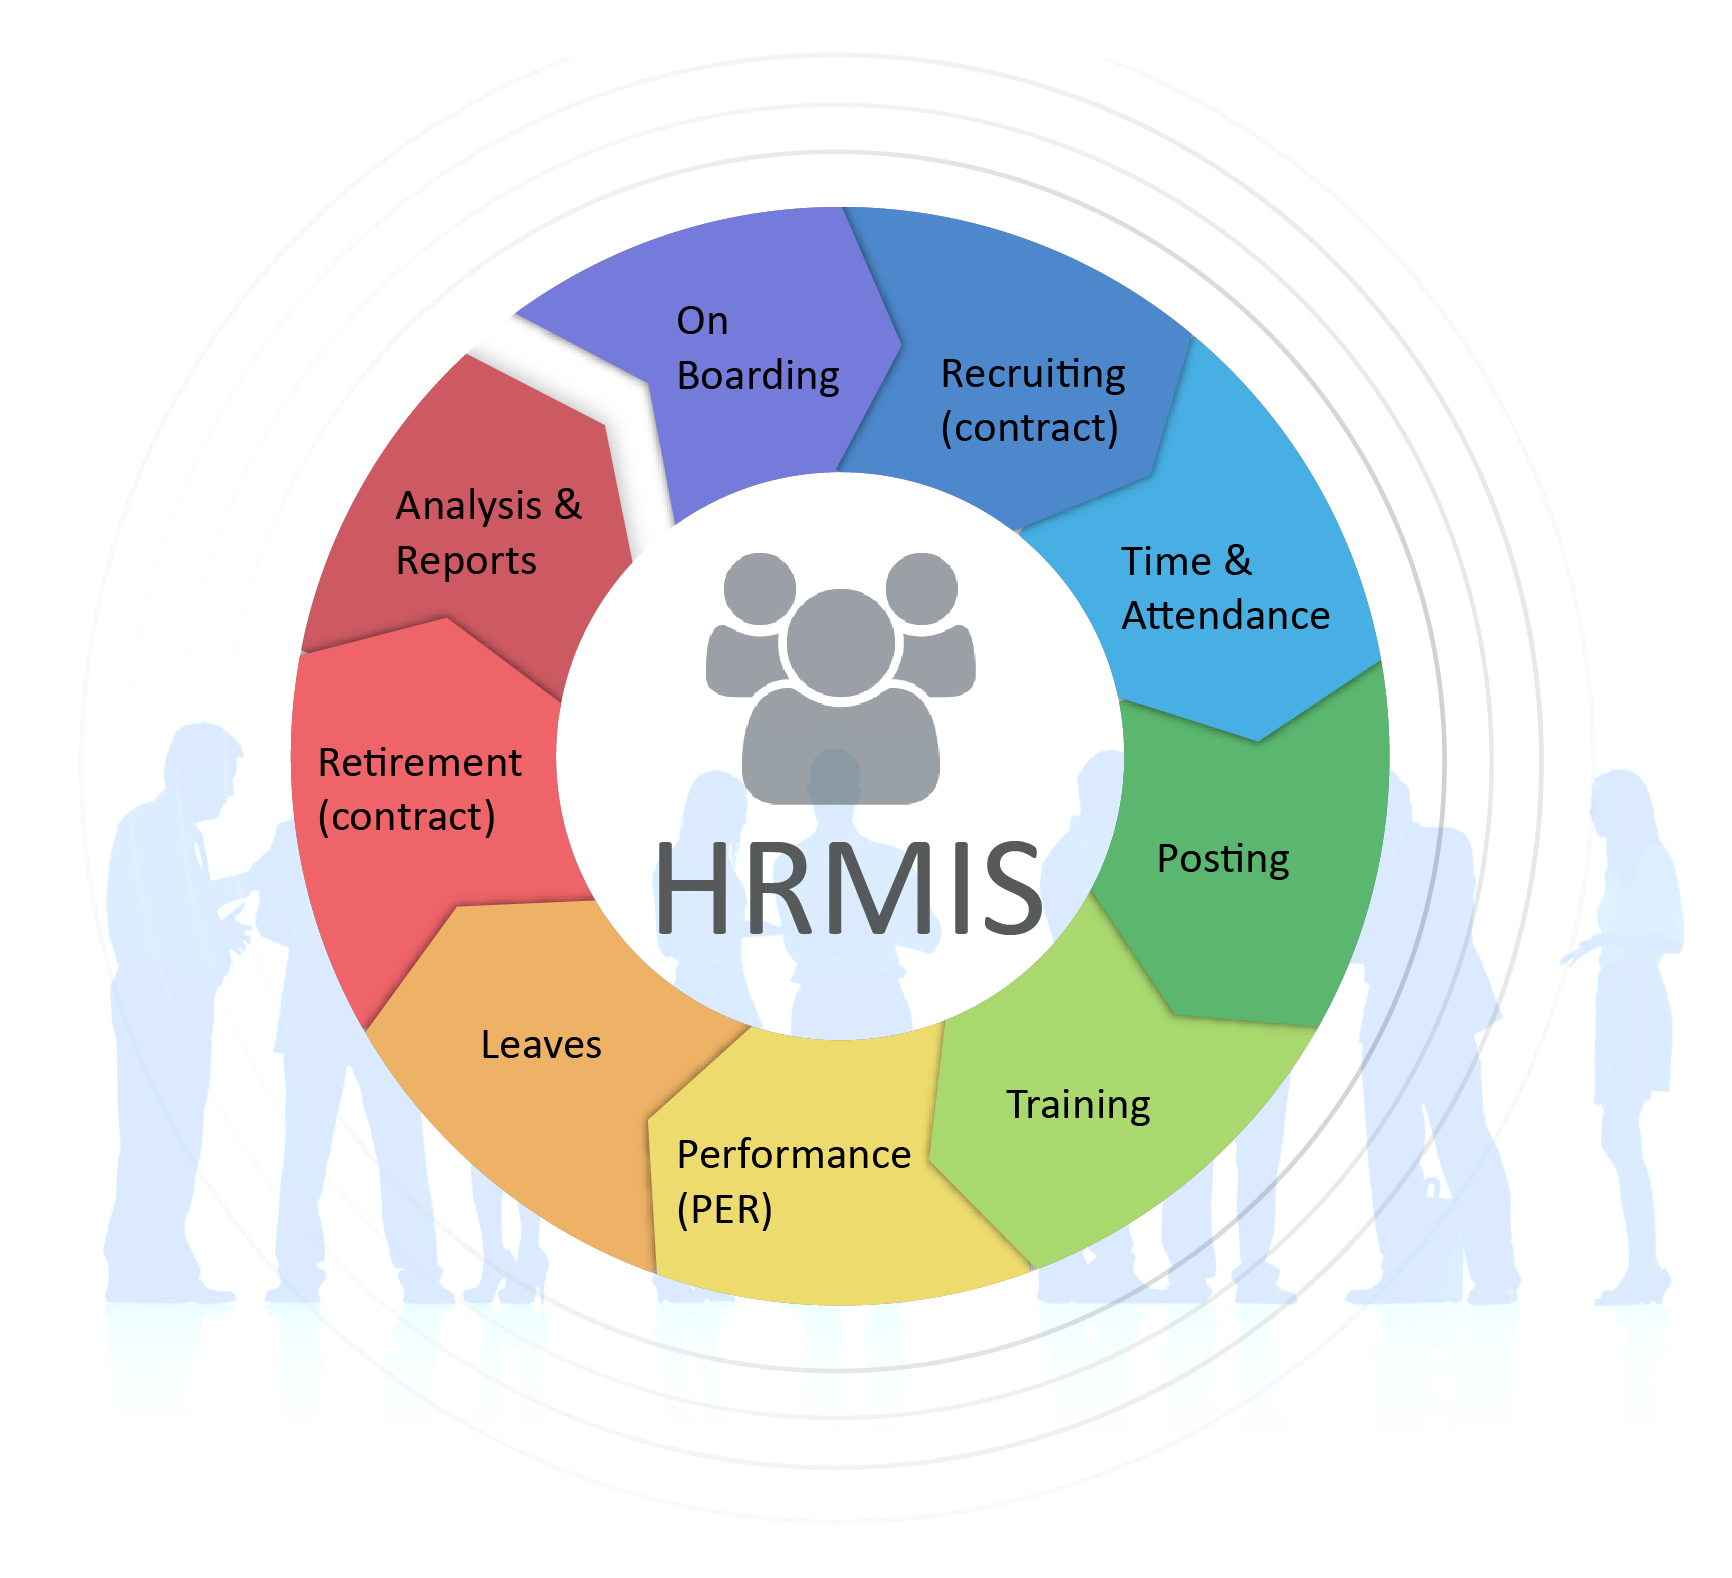 On
Boarding
Recruiting
(contract)
Time &
Attendance
Posting
Training
Performance
(PER)
Leaves
Retirement
(contract)
Analysis &
Reports
HRMIS